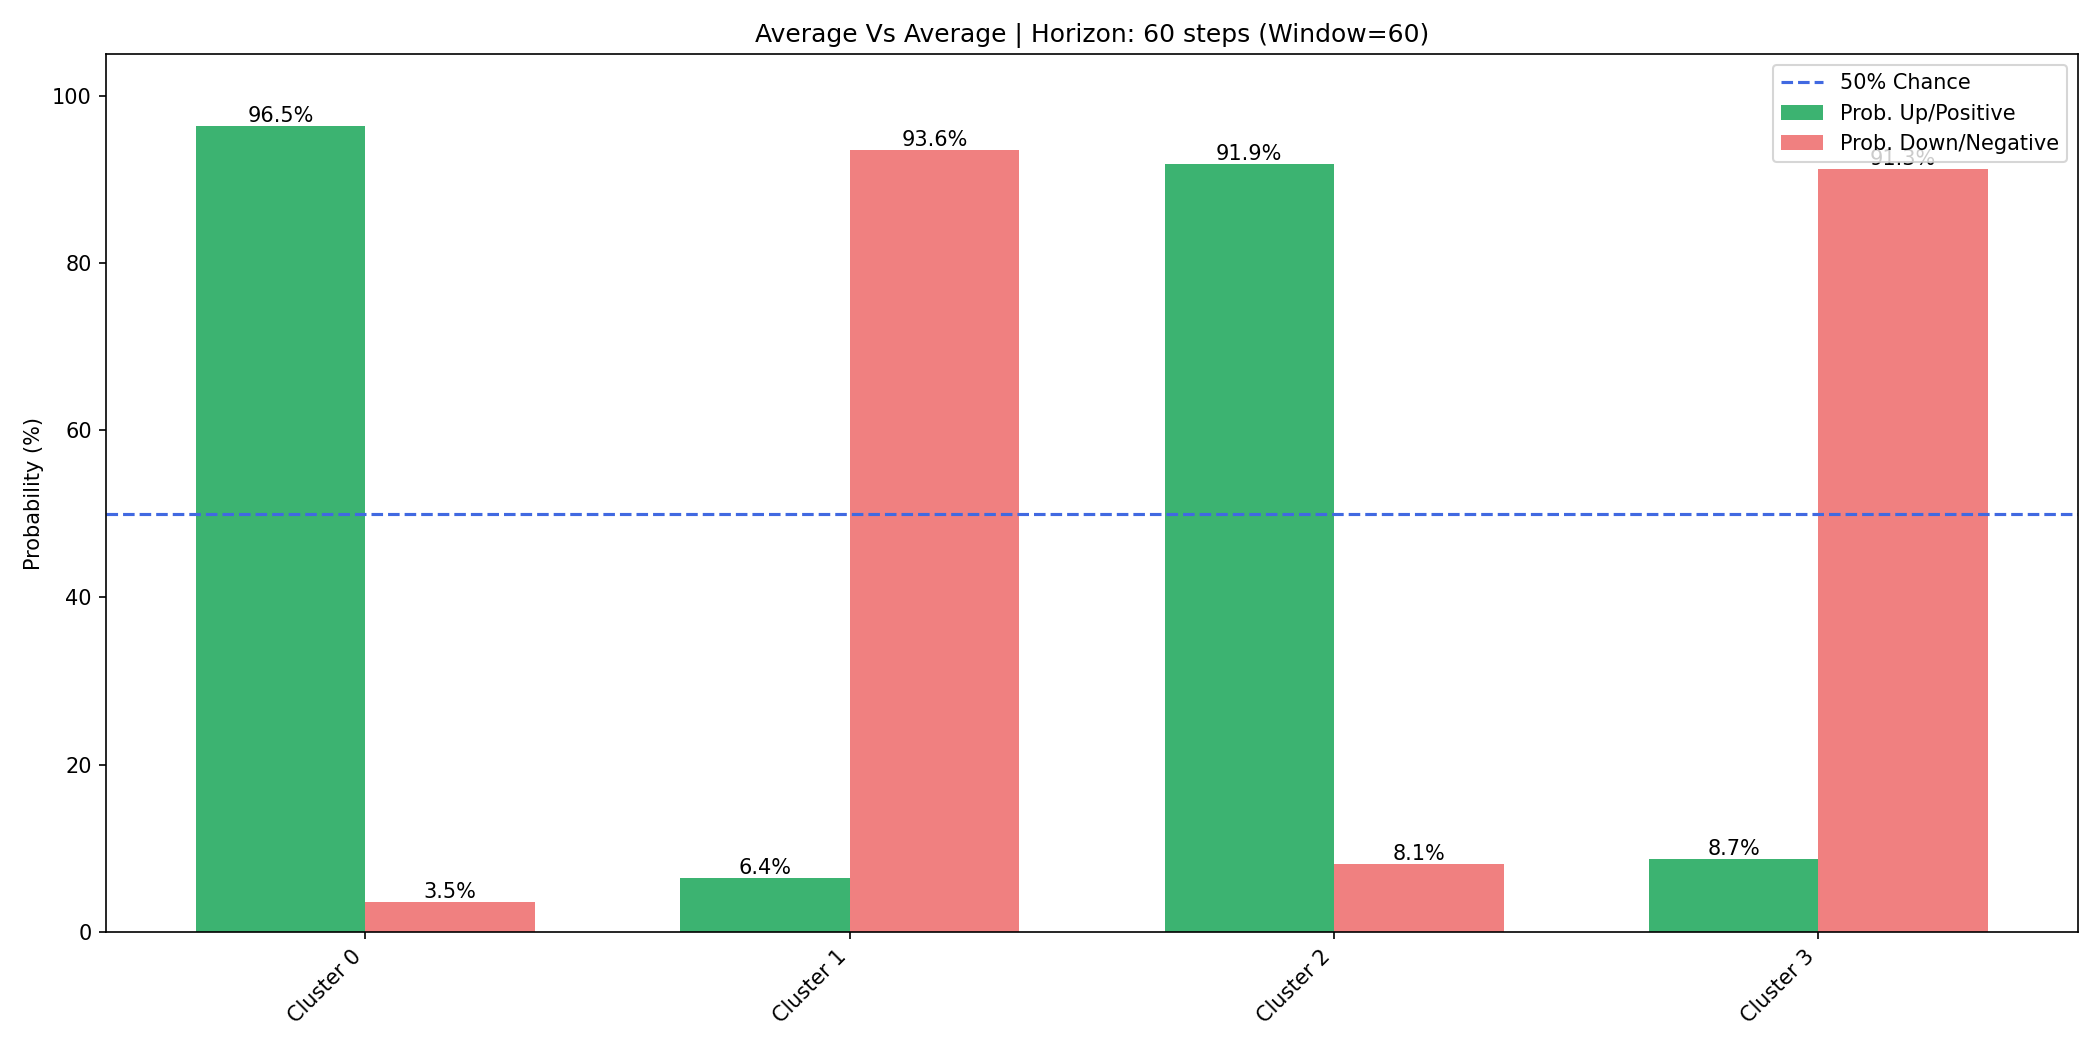 Average Vs Average | Horizon: 60 steps (Window=60)
50% Chance
Prob. Up/Positive
Prob. Down/Negative
Probability (%)
100
80
60
40
20
0
96.5%
3.5%
6.4%
93.6%
91.9%
8.1%
8.7%
91.3%
Cluster 0
Cluster 1
Cluster 2
Cluster 3